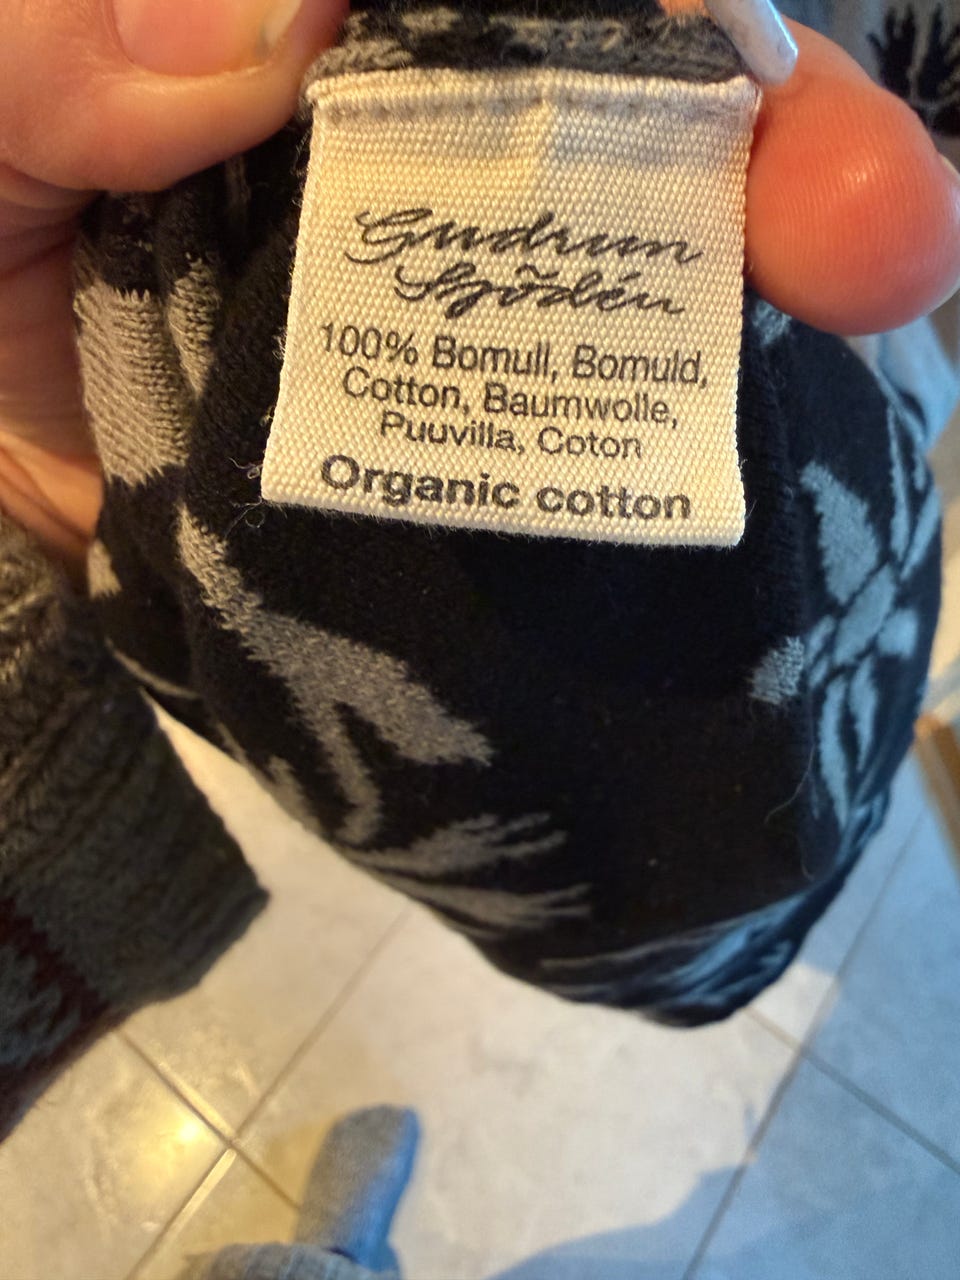 Gudrun
Sjödén
100% Bomull, Bomuld,
Cotton, Baumwolle,
Puuvilla, Coton
Organic cotton